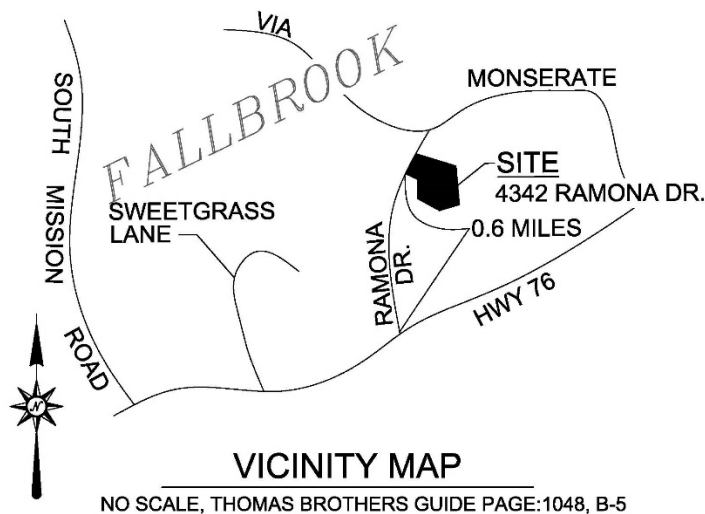 VIA
MONSERATE
FALLBROOK
SOUTH MISSION ROAD
SITE
4342 RAMONA DR.
0.6 MILES
SWEETGRASS
LANE
RAMONA
DR.
HWY 76
N
VICINITY MAP
NO SCALE, THOMAS BROTHERS GUIDE PAGE:1048, B-5